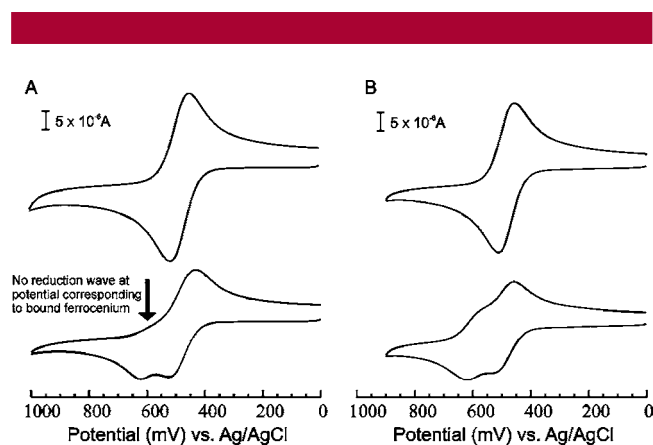 A
5 x 10⁻⁶A
B
5 x 10⁻⁶A
No reduction wave at
potential corresponding
to bound ferrocenium
1000 800 600 400 200 0
1000 800 600 400 200 0
Potential (mV) vs. Ag/AgCl
Potential (mV) vs. Ag/AgCl